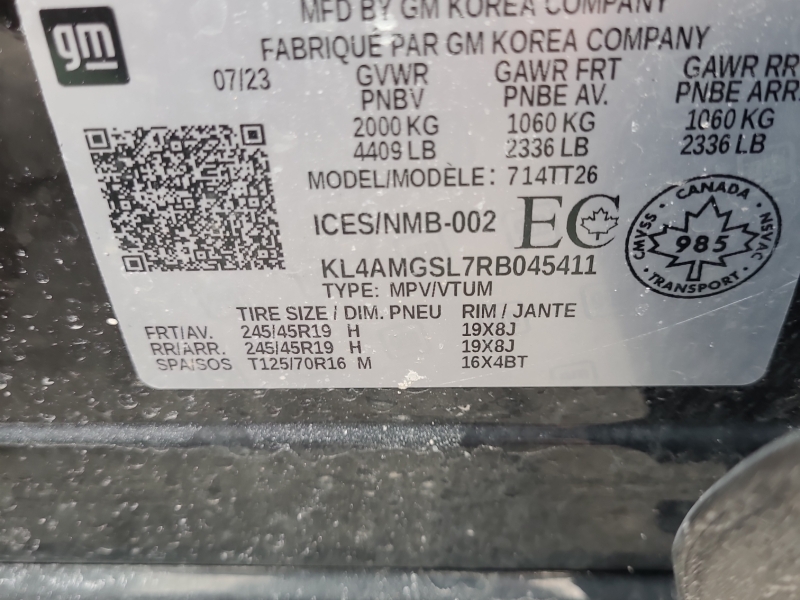 gm
MFD BY GM KOREA COMPANY
FABRIQUÉ PAR GM KOREA COMPANY
07/23 GVWR GAWR FRT GAWR RR
PNBV PNBE AV. PNBE ARR
2000 KG 1060 KG 1060 KG
4409 LB 2336 LB 2336 LB
MODEL/MODÈLE: 714TT26
ICES/NMB-002 EC
CANADA
CMVSS 985 NSVAC
TRANSPORT
KL4AMGSL7RB045411
TYPE: MPV/VTUM
TIRE SIZE / DIM. PNEU RIM / JANTE
FRT/AV. 245/45R19 H 19X8J
RR/ARR. 245/45R19 H 19X8J
SPA/SOS T125/70R16 M 16X4BT